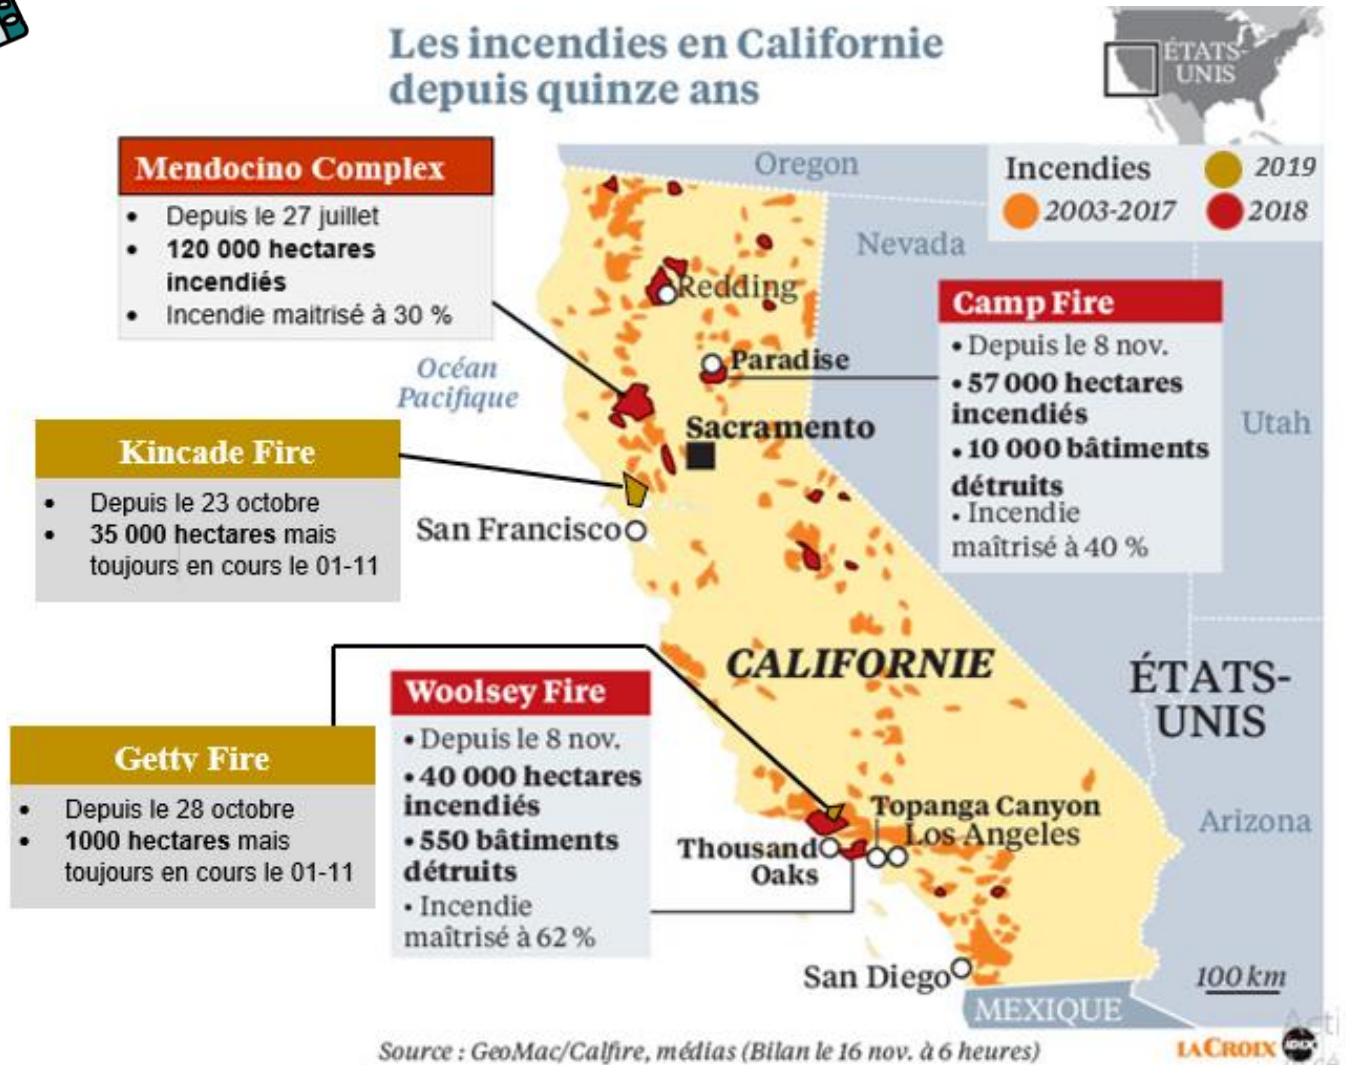 Les incendies en Californie
depuis quinze ans
ÉTATS-
UNIS
Incendies
2019
2003-2017
2018
Mendocino Complex
• Depuis le 27 juillet
• 120 000 hectares
incendiés
• Incendie maitrisé à 30 %
Oregon
Nevada
Redding
Camp Fire
• Depuis le 8 nov.
• 57 000 hectares
incendiés
• 10 000 bâtiments
détruits
• Incendie
maîtrisé à 40 %
Océan
Pacifique
Paradise
Utah
Sacramento
Kincade Fire
• Depuis le 23 octobre
• 35 000 hectares mais
toujours en cours le 01-11
San Francisco
CALIFORNIE
ÉTATS-
UNIS
Woolsey Fire
• Depuis le 8 nov.
• 40 000 hectares
incendiés
• 550 bâtiments
détruits
• Incendie
maîtrisé à 62 %
Getty Fire
• Depuis le 28 octobre
• 1000 hectares mais
toujours en cours le 01-11
Topanga Canyon
Los Angeles
Thousand
Oaks
Arizona
San Diego
100 km
MEXIQUE
Source : GeoMac/Calfire, médias (Bilan le 16 nov. à 6 heures)
LA CROIX
IDIX
Acti